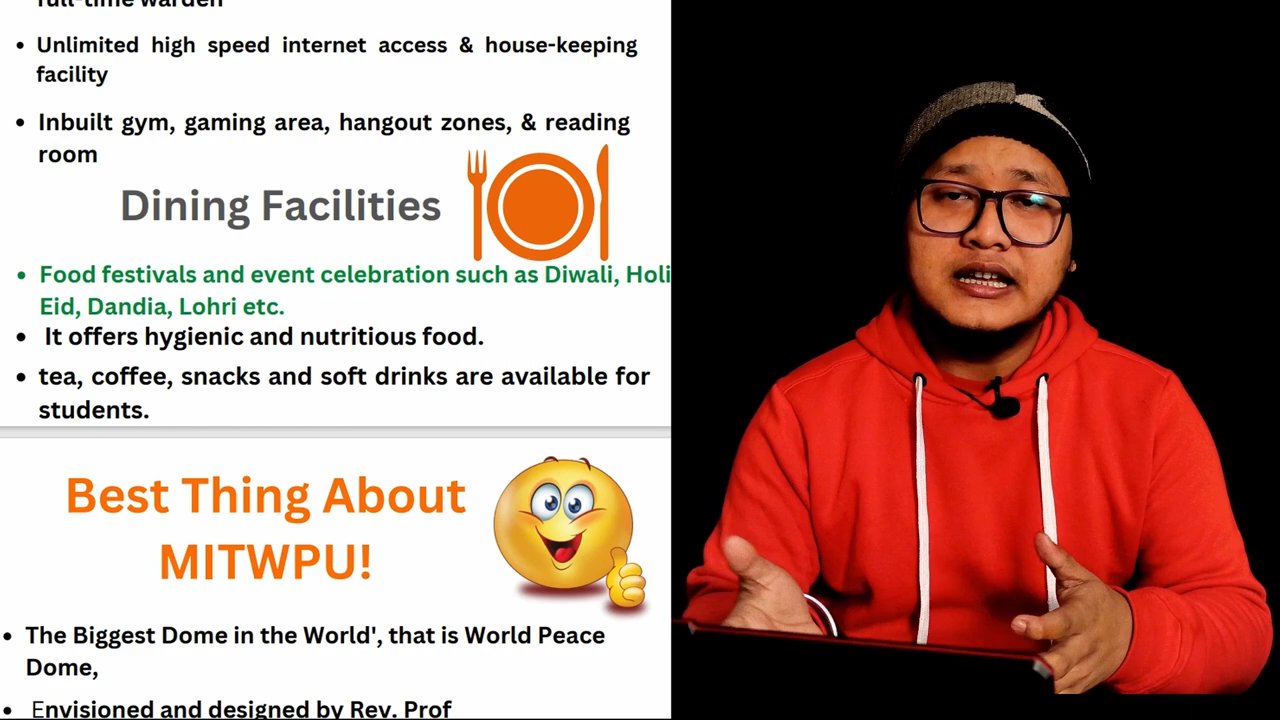 full-time warden
• Unlimited high speed internet access & house-keeping
facility
• Inbuilt gym, gaming area, hangout zones, & reading
room
Dining Facilities
• Food festivals and event celebration such as Diwali, Holi
Eid, Dandia, Lohri etc.
• It offers hygienic and nutritious food.
• tea, coffee, snacks and soft drinks are available for
students.
Best Thing About
MITWPU!
• The Biggest Dome in the World', that is World Peace
Dome,
• Envisioned and designed by Rev. Prof